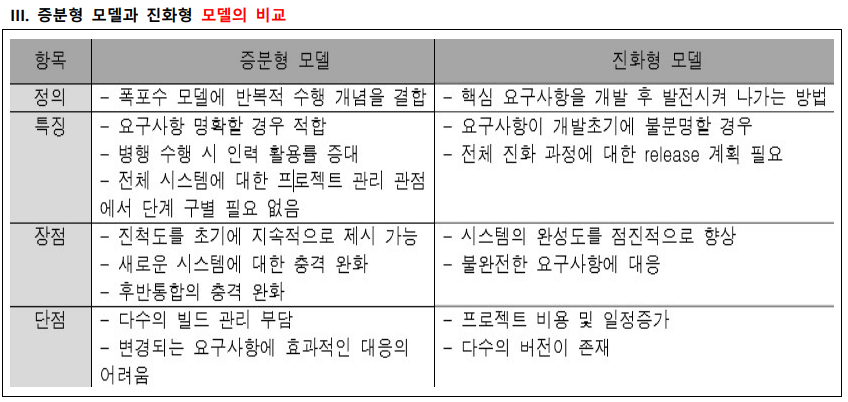 III. 증분형 모델과 진화형 모델의 비교
항목 증분형 모델 진화형 모델
정의 – 폭포수 모델에 반복적 수행 개념을 결합 – 핵심 요구사항을 개발 후 발전시켜 나가는 방법
특징 – 요구사항 명확할 경우 적합 – 요구사항이 개발초기에 불분명할 경우
– 병행 수행 시 인력 활용률 증대 – 전체 진화 과정에 대한 release 계획 필요
– 전체 시스템에 대한 프로젝트 관리 관점
에서 단계 구별 필요 없음
장점 – 진척도를 초기에 지속적으로 제시 가능 – 시스템의 완성도를 점진적으로 향상
– 새로운 시스템에 대한 충격 완화 – 불완전한 요구사항에 대응
– 후반통합의 충격 완화
단점 – 다수의 빌드 관리 부담 – 프로젝트 비용 및 일정증가
– 변경되는 요구사항에 효과적인 대응의 – 다수의 버전이 존재
어려움